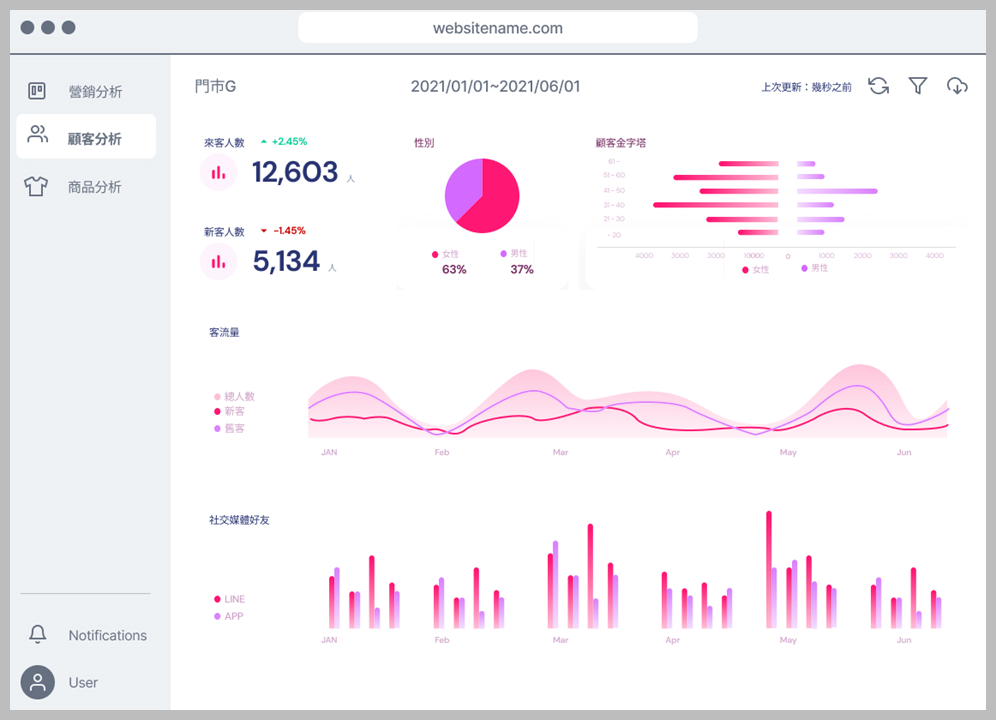 websitename.com
營銷分析
顧客分析
商品分析
Notifications
User
門市G
2021/01/01~2021/06/01
上次更新：幾秒之前
來客人數
+2.45%
12,603 人
新客人數
-1.45%
5,134 人
性別
女性
63%
男性
37%
顧客金字塔
61-
51-60
41-50
31-40
21-30
-20
4000 3000 2000 1000 0 1000 2000 3000 4000
女性 男性
客流量
總人數
新客
舊客
JAN Feb Mar Apr May Jun
社交媒體好友
LINE
APP
JAN Feb Mar Apr May Jun